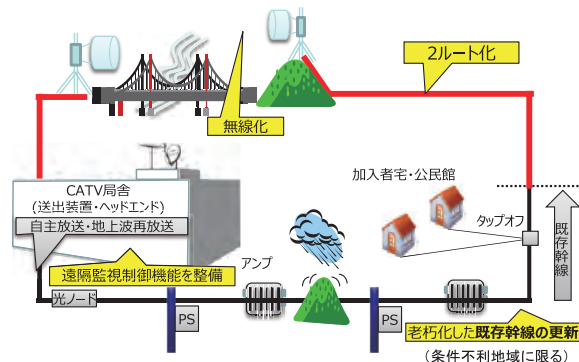 2ルート化
無線化
CATV局舎
(送出装置・ヘッドエンド)
自主放送・地上波再放送
加入者宅・公民館
タップオフ
既存幹線
遠隔監視制御機能を整備
アンプ
光ノード
PS
PS
老朽化した既存幹線の更新
(条件不利地域に限る)